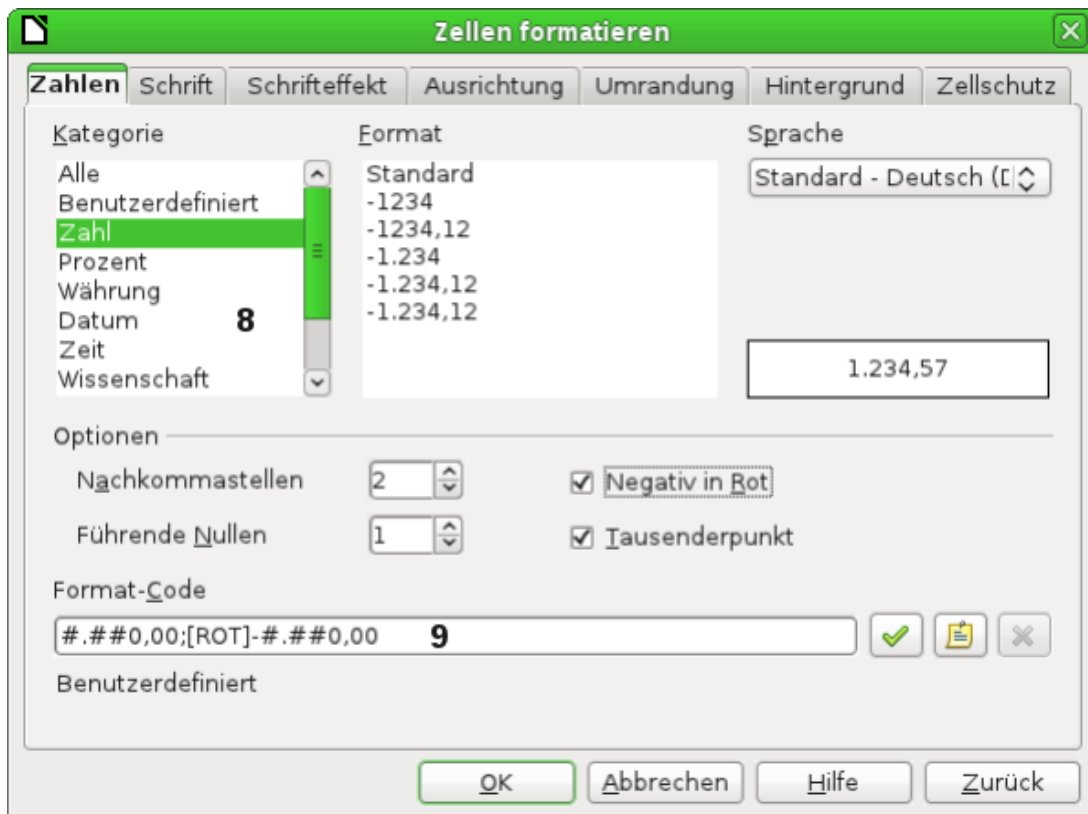 Zellen formatieren
Zahlen Schrift Schrifteffekt Ausrichtung Umrandung Hintergrund Zellschutz
Kategorie
Alle
Benutzerdefiniert
Zahl
Prozent
Währung
Datum
8
Zeit
Wissenschaft
Format
Standard
-1234
-1234,12
-1.234
-1.234,12
-1.234,12
Sprache
Standard - Deutsch (D
1.234,57
Optionen
Nachkommastellen 2 Negativ in Rot
Führende Nullen 1 Tausenderpunkt
Format-Code
#.##0,00;[ROT]-#.##0,00 9
Benutzerdefiniert
OK Abbrechen Hilfe Zurück